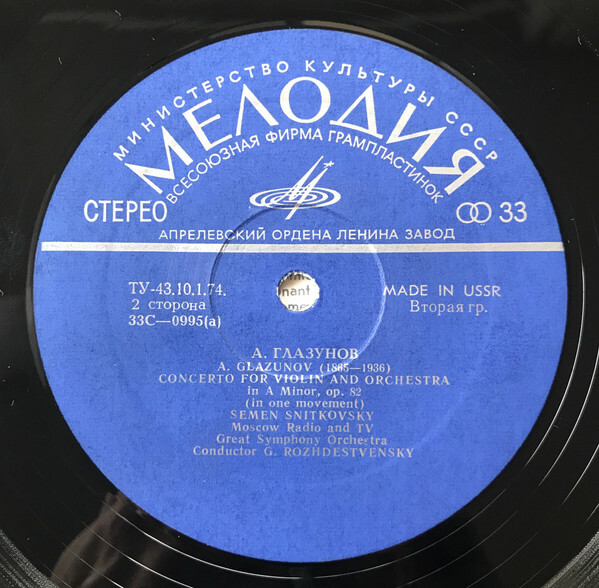 МИНИСТЕРСТВО КУЛЬТУРЫ СССР
МЕЛОДИЯ
ВСЕСОЮЗНАЯ ФИРМА ГРАМПЛАСТИНОК
СТЕРЕО
33
АПРЕЛЕВСКИЙ ОРДЕНА ЛЕНИНА ЗАВОД
ТУ-43.10.1.74.
2 сторона
33С—0995(а)
MADE IN USSR
Вторая гр.
nant
А. ГЛАЗУНОВ
A. GLAZUNOV (1865—1936)
CONCERTO FOR VIOLIN AND ORCHESTRA
in A Minor, op. 82
(in one movement)
SEMEN SNITKOVSKY
Moscow Radio and TV
Great Symphony Orchestra
Conductor G. ROZHDESTVENSKY